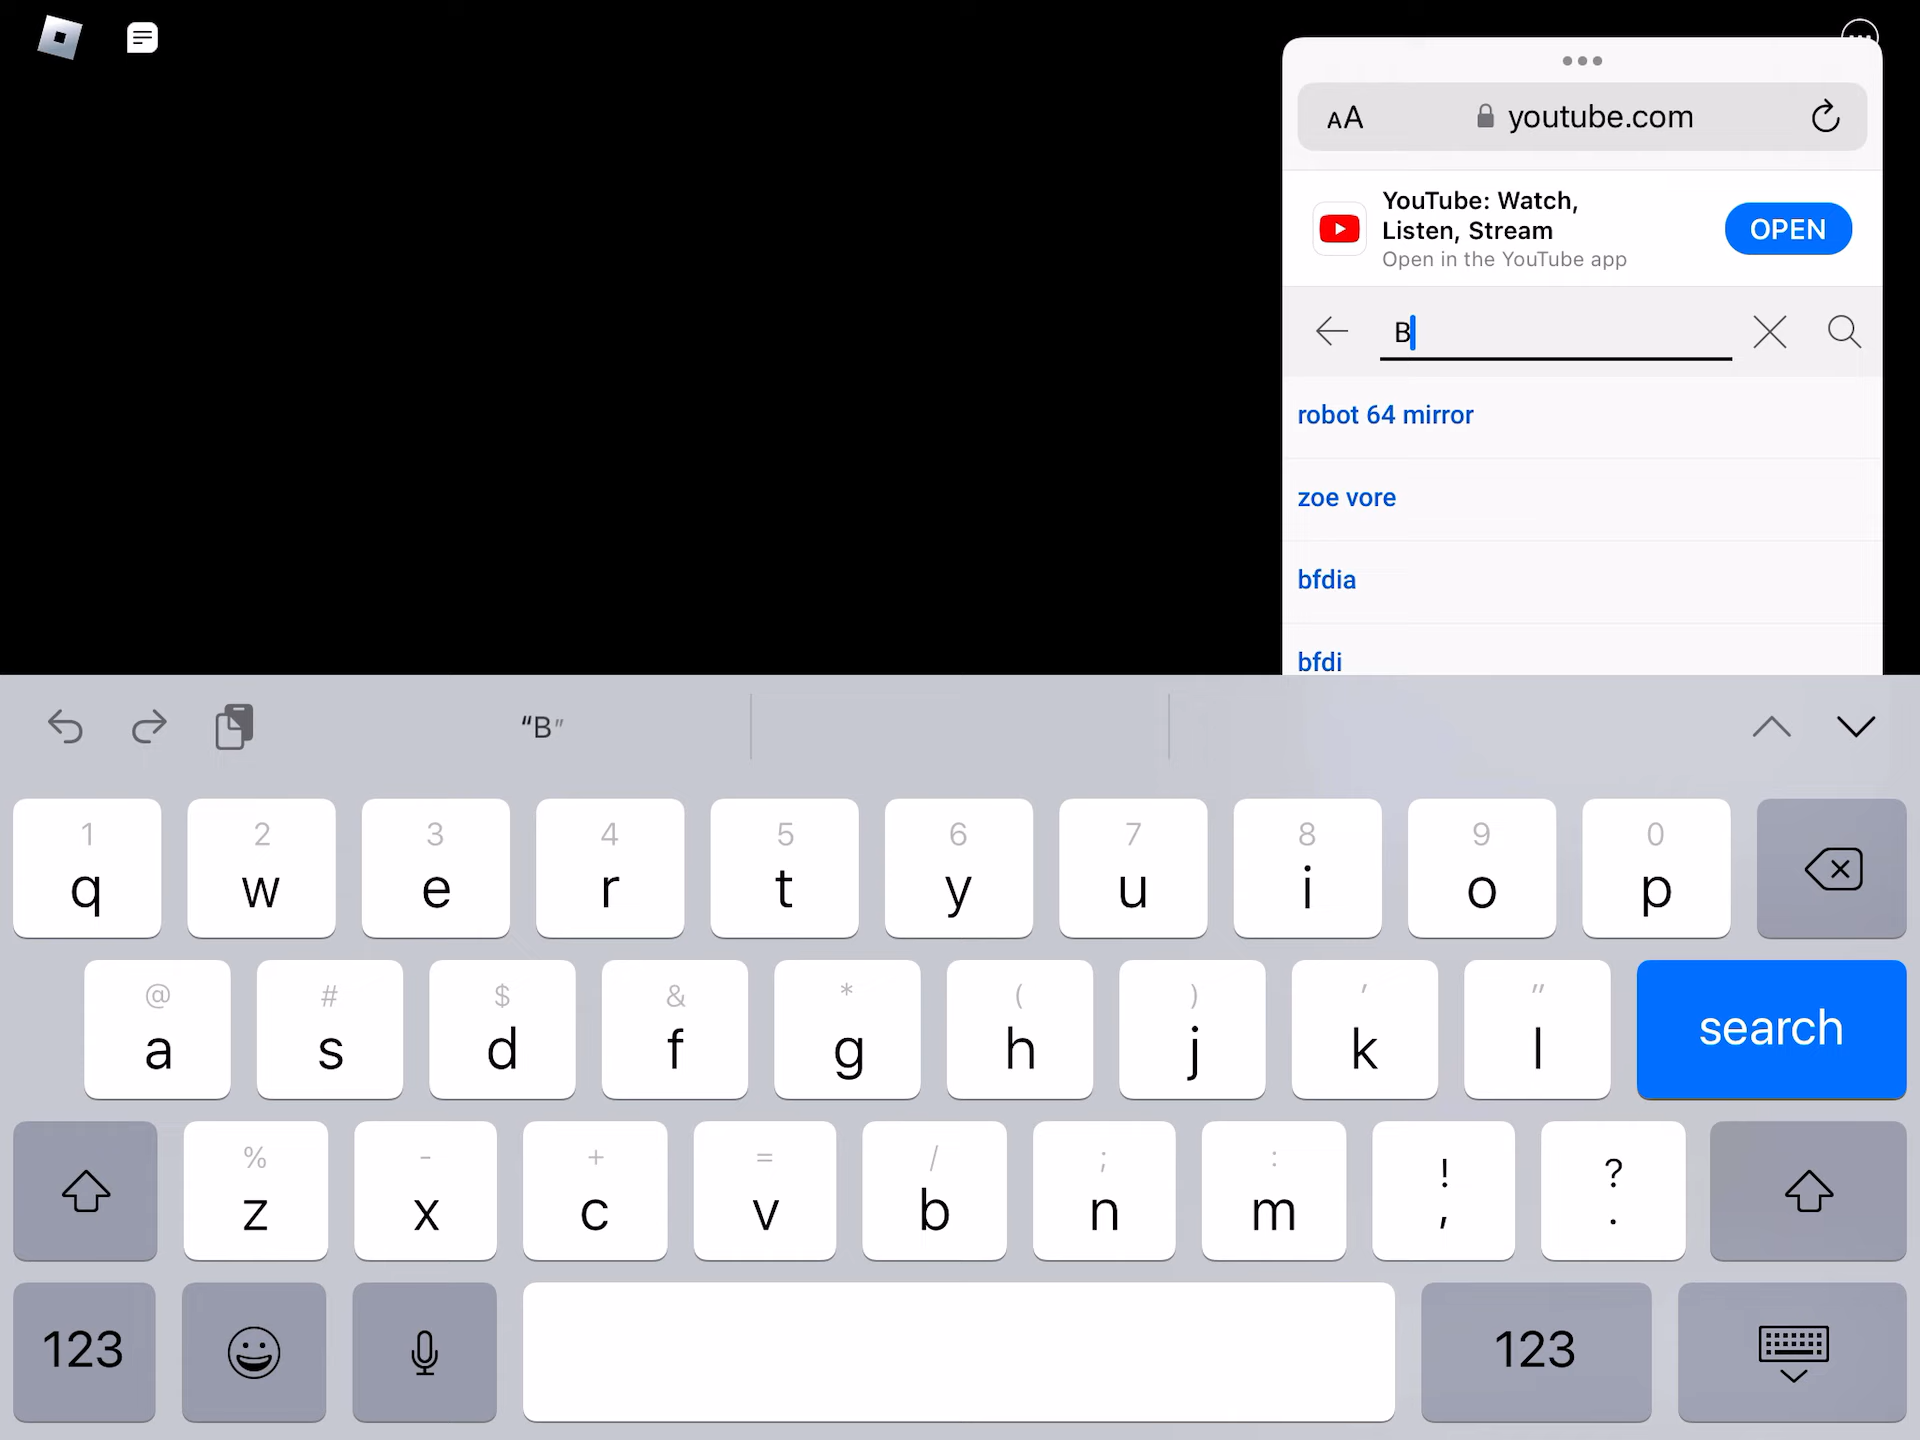 AA youtube.com
YouTube: Watch,
Listen, Stream
Open in the YouTube app
OPEN
B
robot 64 mirror
zoe vore
bfdia
bfdi
“B”
1 2 3 4 5 6 7 8 9 0
q w e r t y u i o p
@ # $ & * ( ) ' "
a s d f g h j k l search
% - + = / ; : ! ?
z x c v b n m , .
123 123